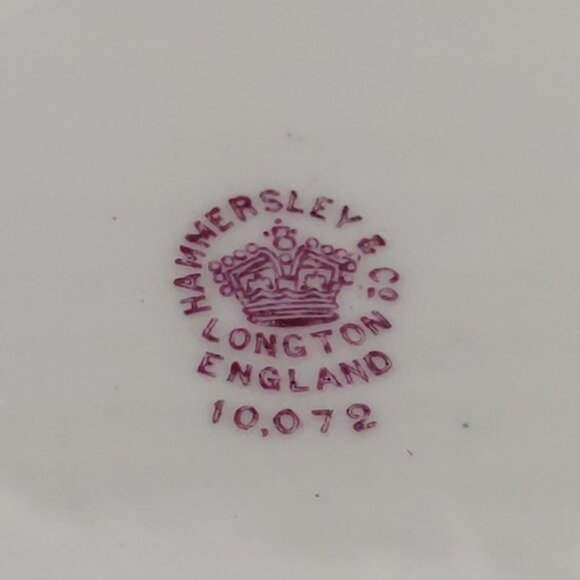 HAMMERSLEY & Cº
LONGTON
ENGLAND
10,072